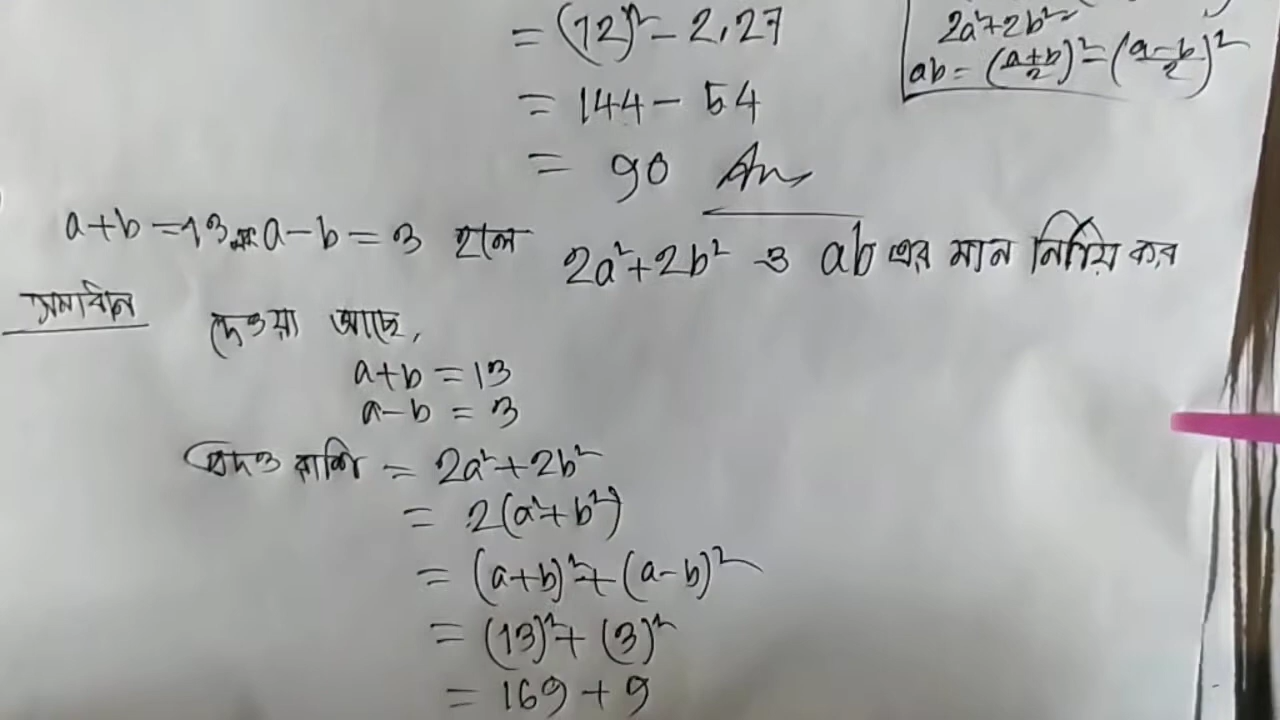 = (12)² - 2.27
2a²+2b²=
ab = (a+b/2)² - (a-b/2)²
= 144 - 54
= 90 Ans
a+b=13 a-b=3 হলে 2a²+2b² ও ab এর মান নির্ণয় কর
সমাধান
দেওয়া আছে,
a+b = 13
a-b = 3
প্রদত্ত রাশি = 2a²+2b²
= 2(a²+b²)
= (a+b)²+(a-b)²
= (13)²+(3)²
= 169 + 9